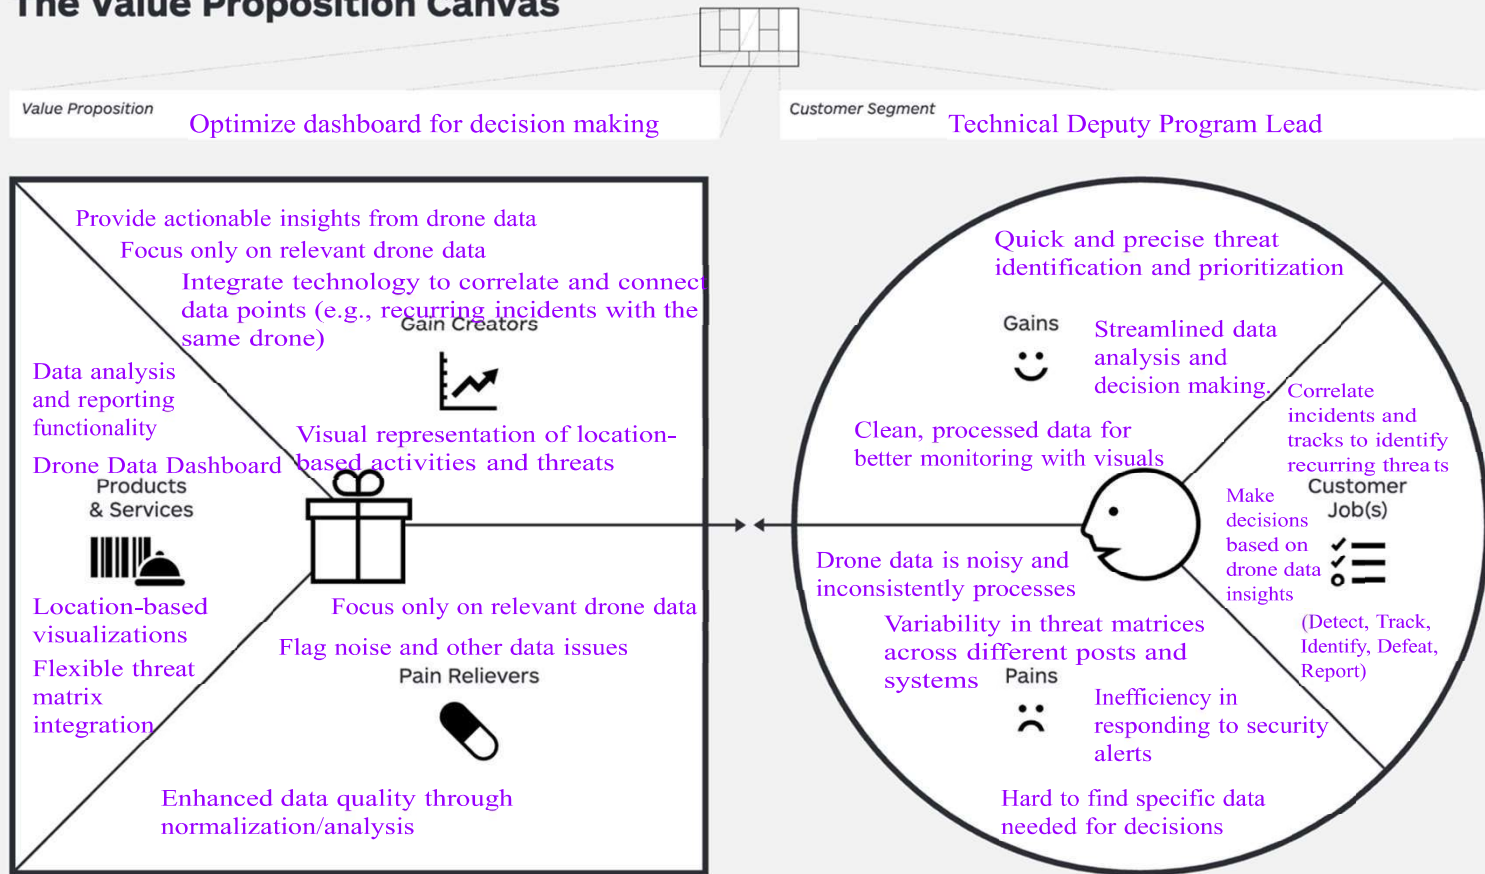 The Value Proposition Canvas
Value Proposition
Optimize dashboard for decision making
Customer Segment
Technical Deputy Program Lead
Provide actionable insights from drone data
Focus only on relevant drone data
Integrate technology to correlate and connect
data points (e.g., recurring incidents with the
same drone)
Gain Creators
Data analysis
and reporting
functionality
Visual representation of location-
based activities and threats
Drone Data Dashboard
Products
& Services
Location-based
visualizations
Flexible threat
matrix
integration
Focus only on relevant drone data
Flag noise and other data issues
Pain Relievers
Enhanced data quality through
normalization/analysis
Quick and precise threat
identification and prioritization
Gains
Streamlined data
analysis and
decision making.
Clean, processed data for
better monitoring with visuals
Correlate
incidents and
tracks to identify
recurring threats
Customer
Job(s)
Make
decisions
based on
drone data
insights
(Detect, Track,
Identify, Defeat,
Report)
Drone data is noisy and
inconsistently processes
Variability in threat matrices
across different posts and
systems
Pains
Inefficiency in
responding to security
alerts
Hard to find specific data
needed for decisions